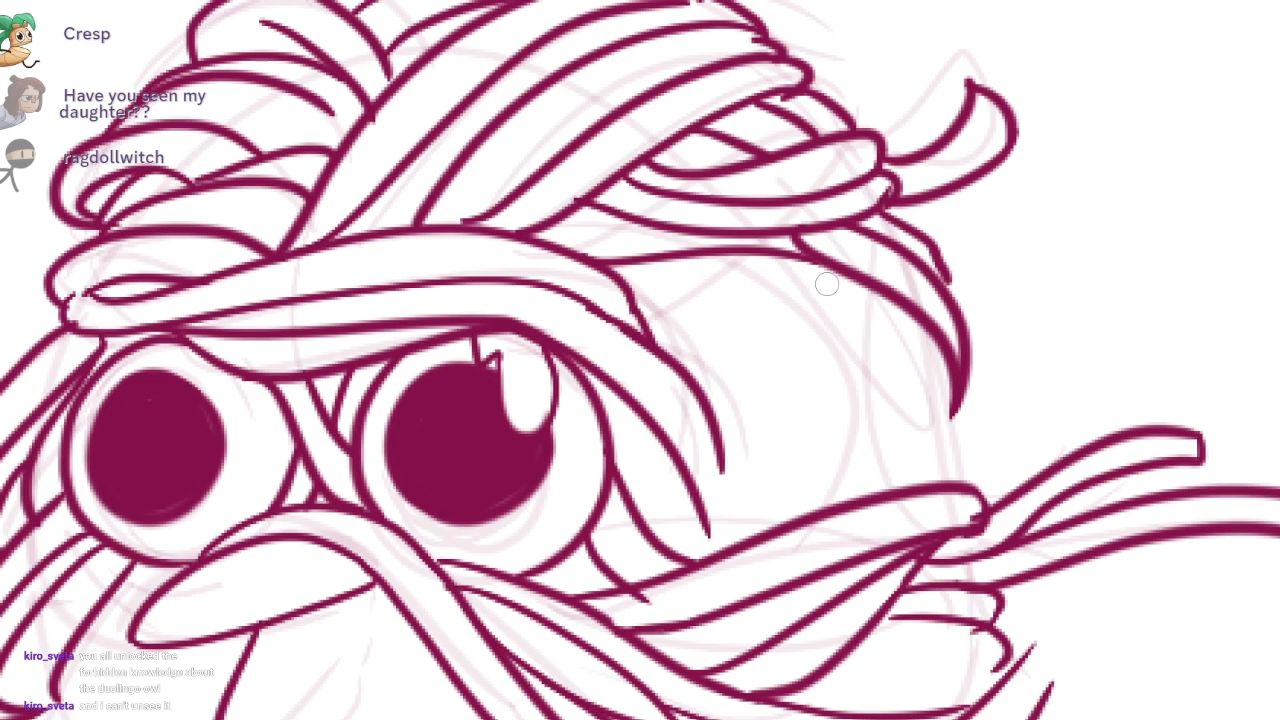 Cresp
Have you seen my
daughter??
ragdollwitch
kiro_sveta you all unlocked the
forbidden knowledge about
the duolingo owl
kiro_sveta and i can't unsee it